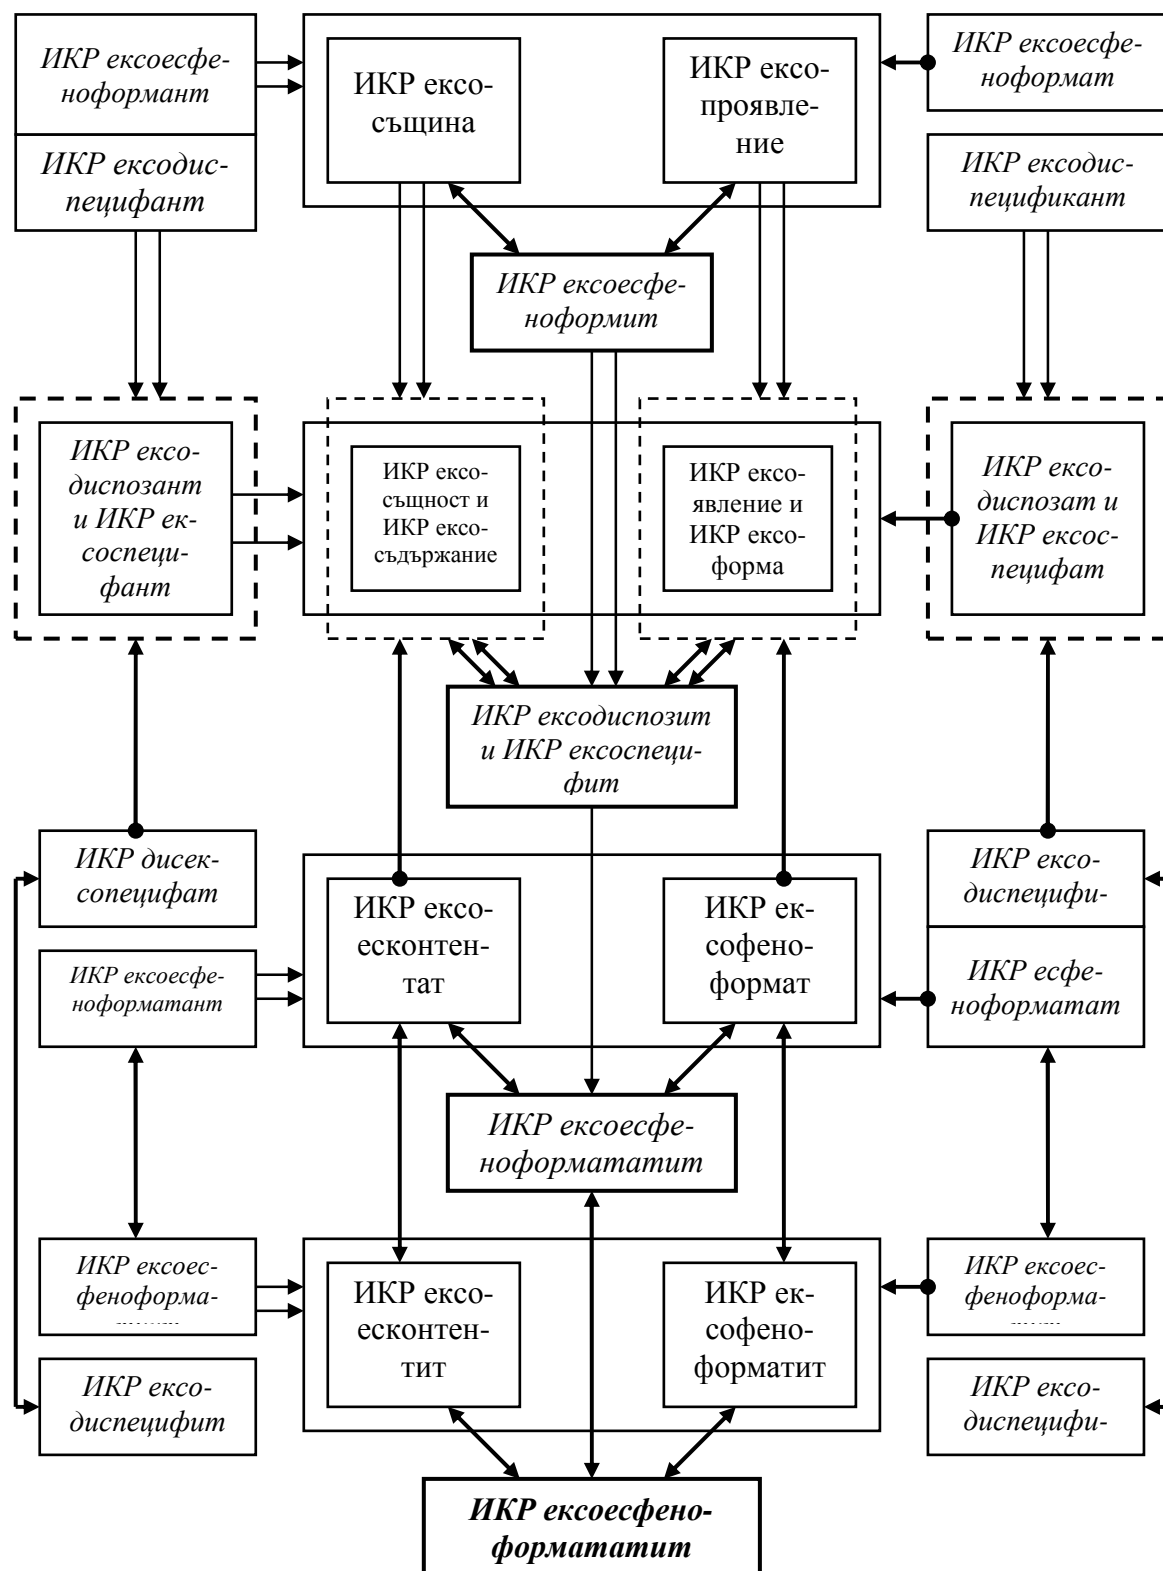 ИКР ексоесфе-
ноформант
ИКР ексо-
същина
ИКР ексо-
проявле-
ние
ИКР ексоесфе-
ноформат
ИКР ексодис-
пецифант
ИКР ексодис-
пецификант
ИКР ексоесфе-
ноформит
ИКР ексо-
диспозант
и ИКР ек-
соспеци-
фант
ИКР ексо-
същност и
ИКР ексо-
съдържание
ИКР ексо-
явление и
ИКР ексо-
форма
ИКР ексо-
диспозат и
ИКР ексос-
пецифат
ИКР ексодиспозит
и ИКР ексоспеци-
фит
ИКР дисек-
сопецифат
ИКР ексо-
есконтен-
тат
ИКР ек-
софено-
формат
ИКР ексо-
диспецифи-
ИКР ексоесфе-
ноформатант
ИКР есфе-
ноформатат
ИКР ексоесфе-
ноформататит
ИКР ексоес-
феноформа-
ИКР ексо-
есконтен-
тит
ИКР ек-
софено-
форматит
ИКР ексоес-
феноформа-
ИКР ексо-
диспецифит
ИКР ексо-
диспецифи-
ИКР ексоесфено-
формататит